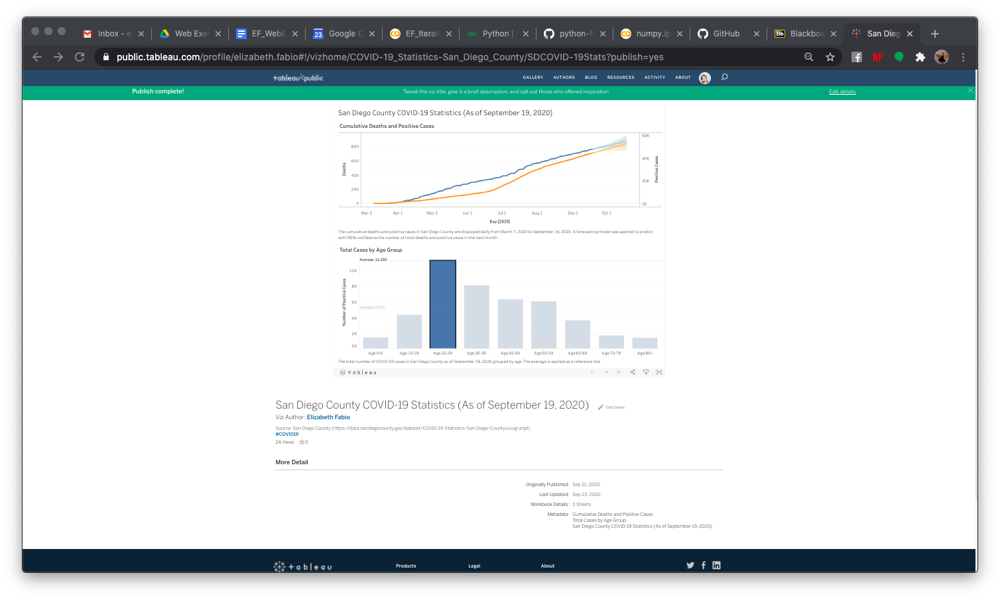 Inbox - e
Web Exer
EF_WebE
Google C
EF_Iterato
Python |
python-fo
numpy.ip
GitHub
Blackboa
San Dieg
public.tableau.com/profile/elizabeth.fabio#!/vizhome/COVID-19_Statistics-San_Diego_County/SDCOVID-19Stats?publish=yes
tableau public
GALLERY AUTHORS BLOG RESOURCES ACTIVITY ABOUT
Publish complete! Tweak the viz title, give it a brief description, and call out those who offered inspiration. Edit details
San Diego County COVID-19 Statistics (As of September 19, 2020)
Cumulative Deaths and Positive Cases
Deaths
800
600
400
200
0
60K
40K
20K
0K
Positive Cases
Mar 1 Apr 1 May 1 Jun 1 Jul 1 Aug 1 Sep 1 Oct 1
Day [2020]
The cumulative deaths and positive cases in San Diego County are displayed daily from March 7, 2020 to September 19, 2020. A forecasting model was applied to predict
with 95% confidence the number of total deaths and positive cases in the next month.
Total Cases by Age Group
Average: 11,260
Number of Positive Cases
10K
8K
6K
4K
2K
0K
Age 0-9 Age 10-19 Age 20-29 Age 30-39 Age 40-49 Age 50-59 Age 60-69 Age 70-79 Age 80+
The total number of COVID-19 cases in San Diego County as of September 19, 2020 grouped by age. The average is applied as a reference line.
tableau
San Diego County COVID-19 Statistics (As of September 19, 2020) Edit Details
Viz Author: Elizabeth Fabio
Source: San Diego County (https://data.sandiegocounty.gov/dataset/COVID-19-Statistics-San-Diego-County/uvug-znjd)
#COVID19
24 Views 0
More Detail
Originally Published: Sep 21, 2020
Last Updated: Sep 23, 2020
Workbook Details: 3 Sheets
Metadata: Cumulative Deaths and Positive Cases
Total Cases by Age Group
San Diego County COVID-19 Statistics (As of September 19, 2020)
tableau
Products Legal About